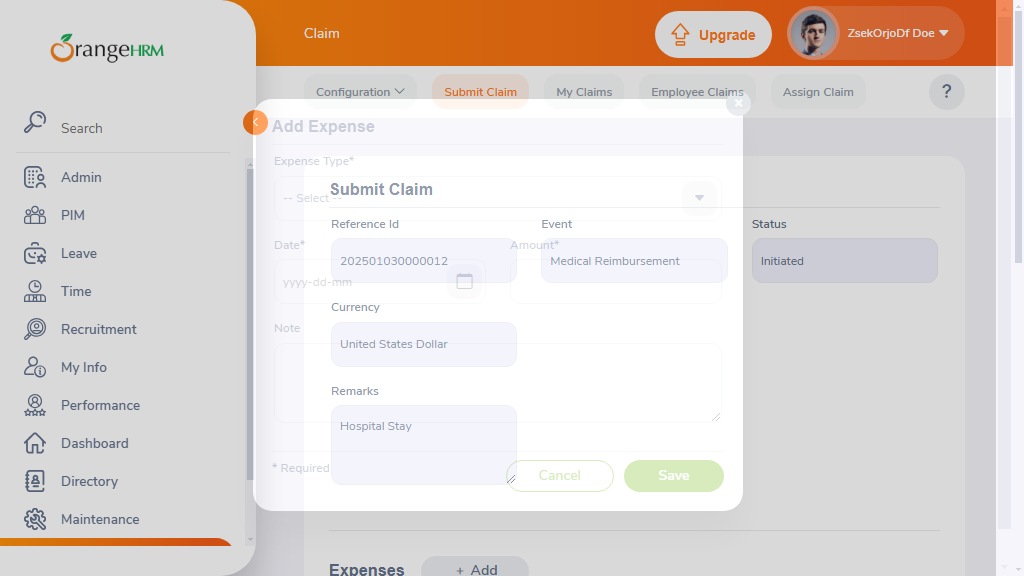 OrangeHRM
Claim
Upgrade
ZsekOrjoDf Doe
Configuration
Submit Claim
My Claims
Employee Claims
Assign Claim
?
Search
Admin
PIM
Leave
Time
Recruitment
My Info
Performance
Dashboard
Directory
Maintenance
Add Expense
Expense Type*
-- Select --
Date*
Amount*
yyyy-dd-mm
Note
* Required
Cancel
Save
Submit Claim
Reference Id
Event
Status
202501030000012
Medical Reimbursement
Initiated
Currency
United States Dollar
Remarks
Hospital Stay
Expenses
+ Add